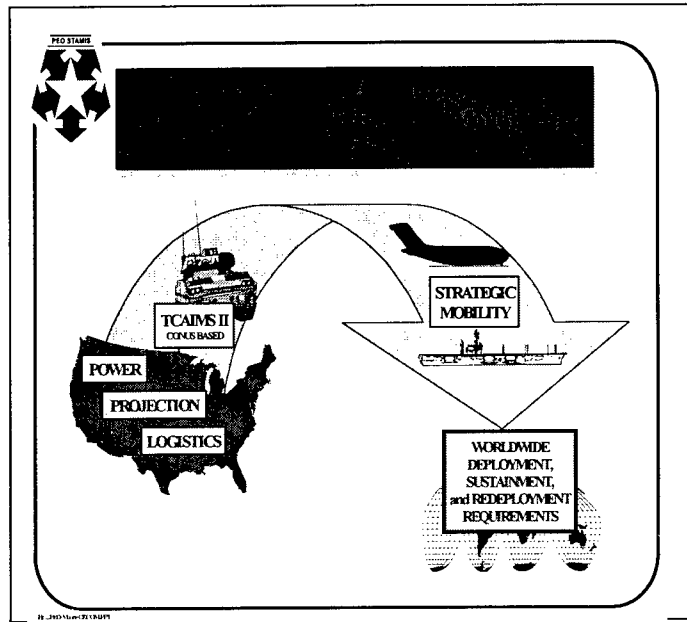 PEO STAMIS
TCAIMS II
CONUS BASED
STRATEGIC
MOBILITY
POWER
PROJECTION
LOGISTICS
WORLDWIDE
DEPLOYMENT,
SUSTAINMENT,
and REDEPLOYMENT
REQUIREMENTS